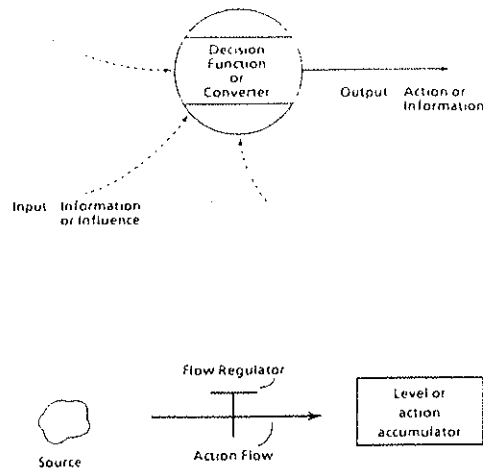 Decision
Function
or
Converter
Output Action or
Information
Input Information
or Influence
Flow Regulator
Level or
action
accumulator
Source
Action Flow